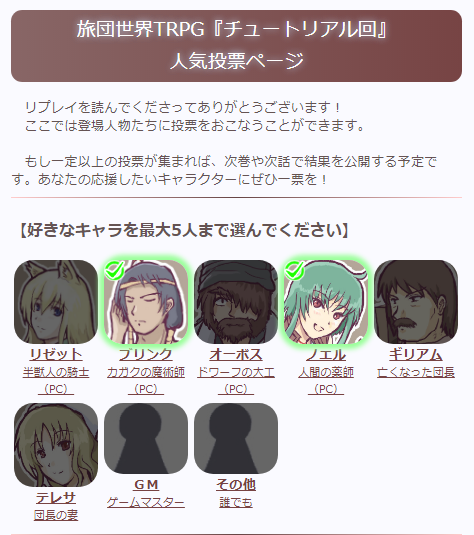 旅団世界TRPG『チュートリアル回』
人気投票ページ
リプレイを読んでくださってありがとうございます！
ここでは登場人物たちに投票をおこなうことができます。
もし一定以上の投票が集まれば、次巻や次話で結果を公開する予定で
す。あなたの応援したいキャラクターにぜひ一票を！
【好きなキャラを最大5人まで選んでください】
リゼット
半獣人の騎士
（PC）
ブリンク
カガクの魔術師
（PC）
オーボス
ドワーフの大工
（PC）
ノエル
人間の薬師
（PC）
ギリアム
亡くなった団長
テレサ
団長の妻
ＧＭ
ゲームマスター
その他
誰でも